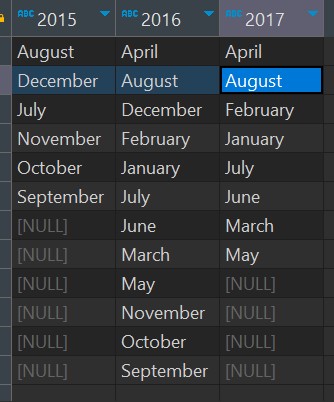 ABC 2015 ABC 2016 ABC 2017
August April April
December August August
July December February
November February January
October January July
September July June
[NULL] June March
[NULL] March May
[NULL] May [NULL]
[NULL] November [NULL]
[NULL] October [NULL]
[NULL] September [NULL]